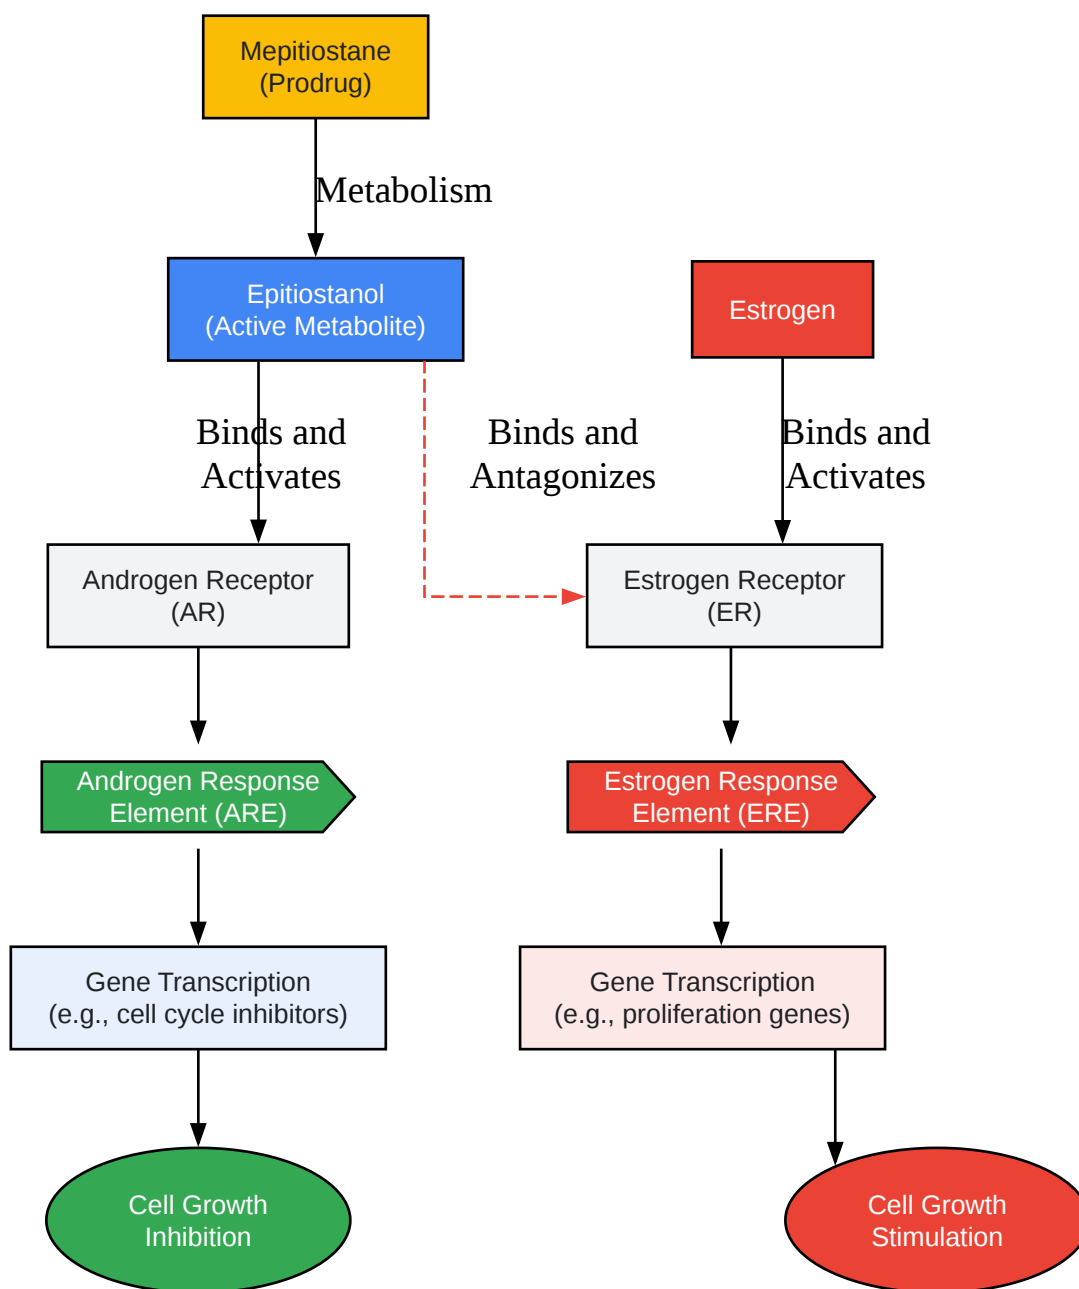 Mepitiostane
(Prodrug)
Metabolism
Epitiostanol
(Active Metabolite)
Estrogen
Binds and
Activates
Binds and
Antagonizes
Binds and
Activates
Androgen Receptor
(AR)
Estrogen Receptor
(ER)
Androgen Response
Element (ARE)
Estrogen Response
Element (ERE)
Gene Transcription
(e.g., cell cycle inhibitors)
Gene Transcription
(e.g., proliferation genes)
Cell Growth
Inhibition
Cell Growth
Stimulation